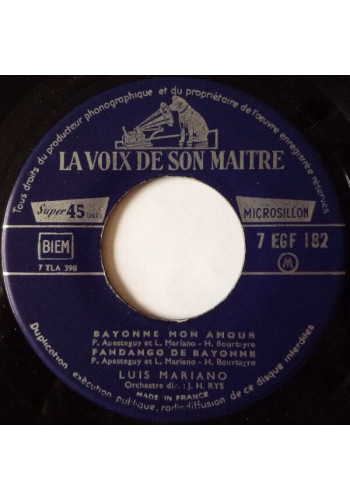 Tous droits du producteur phonographique et du propriétaire de l'œuvre enregistrée réservés
LA VOIX DE SON MAITRE
Super 45 TOURS
MICROSILLON
BIEM
7 EGF 182
7 TLA 390
M
BAYONNE MON AMOUR
P. Apesteguy et L. Mariano - H. Bourtayre
FANDANGO DE BAYONNE
P. Apesteguy et L. Mariano - H. Bourtayre
LUIS MARIANO
Orchestre dir. : J. H. RYS
MADE IN FRANCE
Duplication, exécution publique, radiodiffusion de ce disque interdites